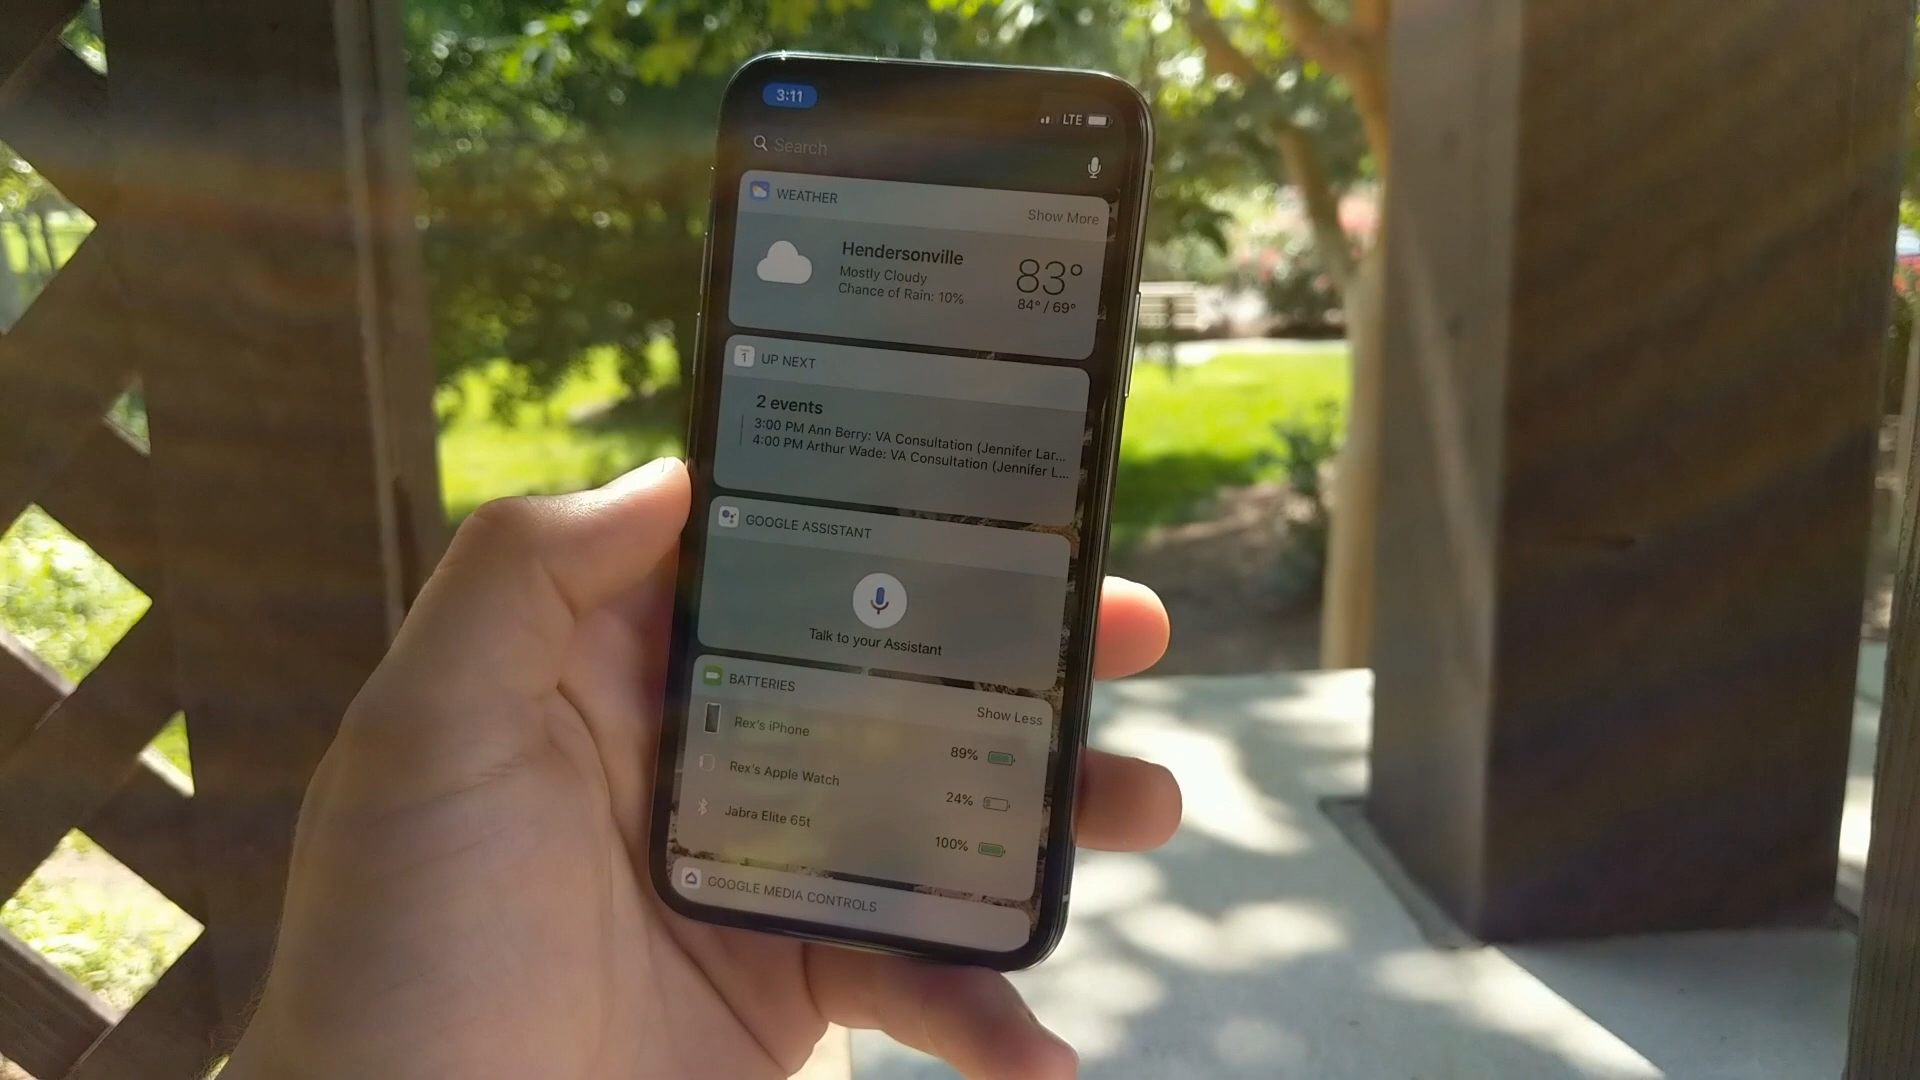 3:11
LTE
Search
WEATHER
Show More
Hendersonville
Mostly Cloudy
Chance of Rain: 10%
83°
84° / 69°
1
UP NEXT
2 events
3:00 PM Ann Berry: VA Consultation (Jennifer Lar...
4:00 PM Arthur Wade: VA Consultation (Jennifer L...
GOOGLE ASSISTANT
Talk to your Assistant
BATTERIES
Show Less
Rex's iPhone
89%
Rex's Apple Watch
24%
Jabra Elite 65t
100%
GOOGLE MEDIA CONTROLS